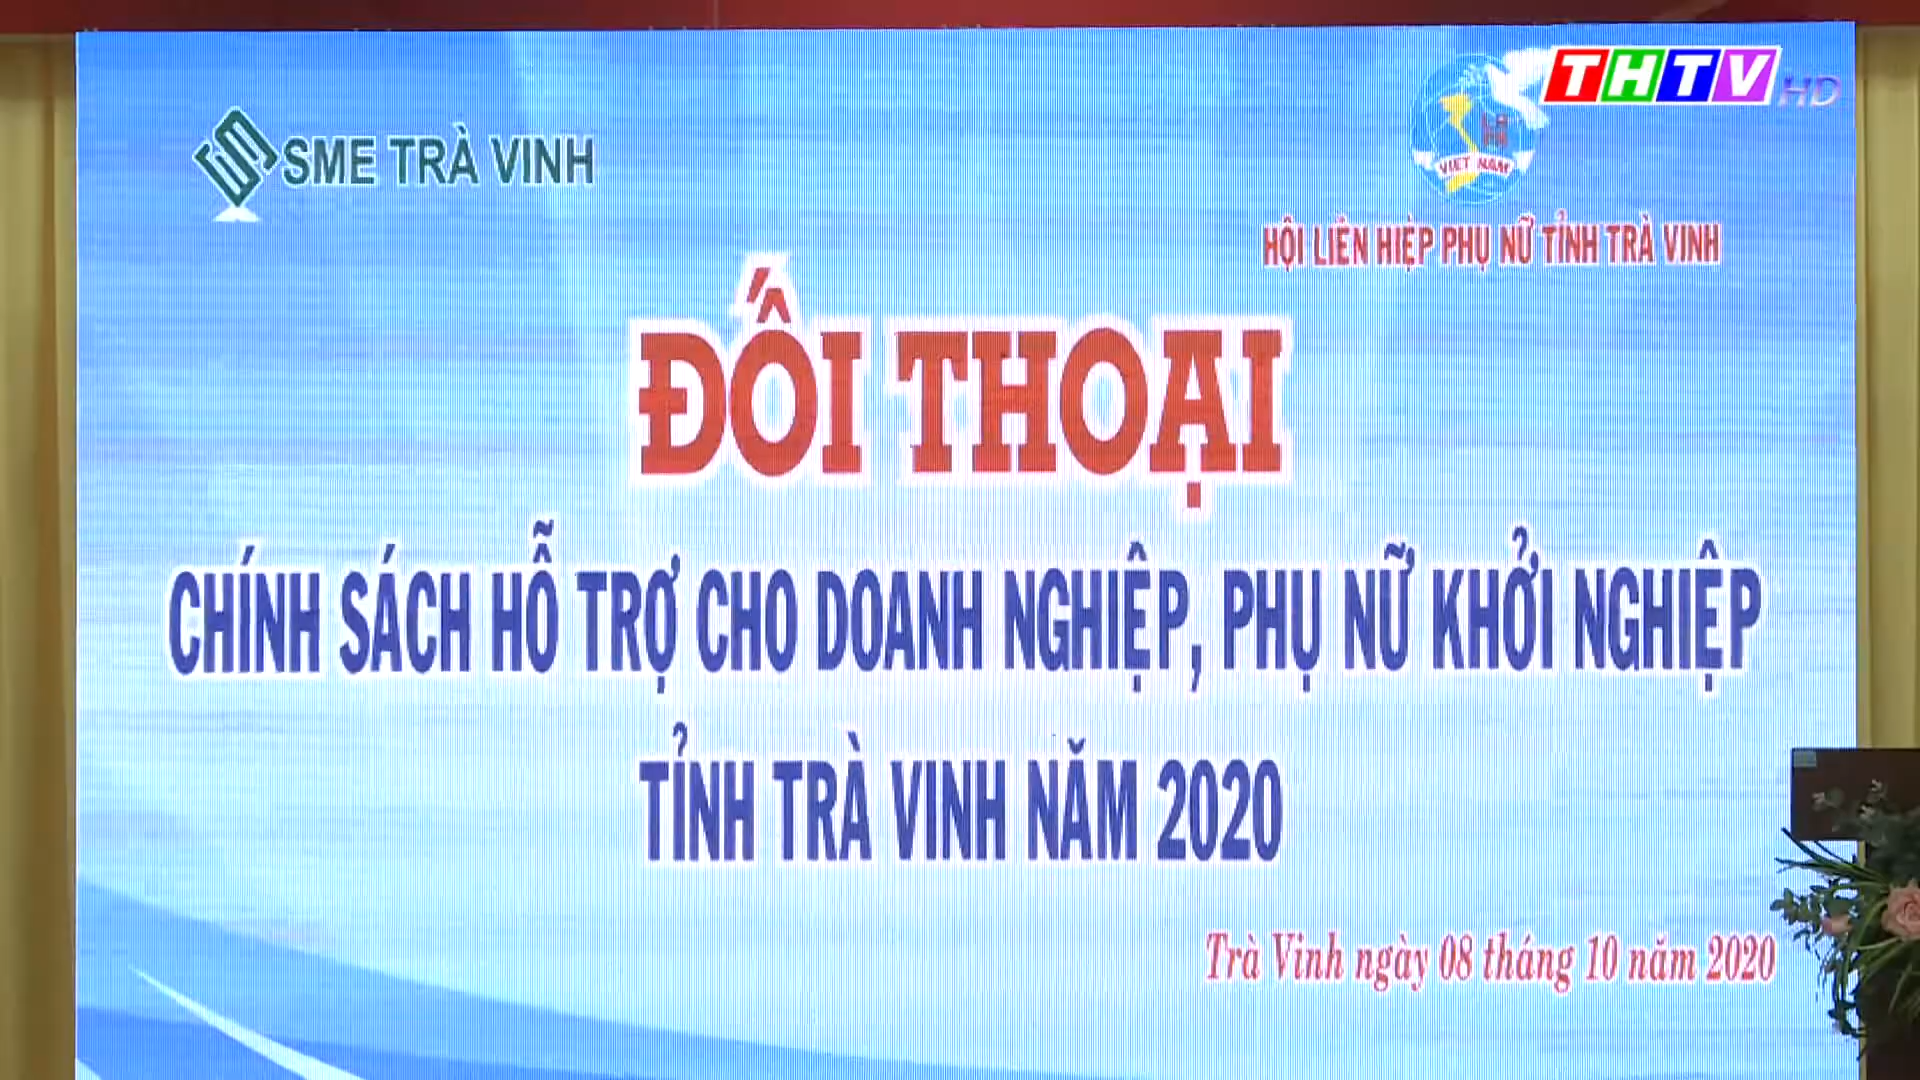 THTV HD
SME TRÀ VINH
VIỆT NAM
HỘI LIÊN HIỆP PHỤ NỮ TỈNH TRÀ VINH
ĐỐI THOẠI
CHÍNH SÁCH HỖ TRỢ CHO DOANH NGHIỆP, PHỤ NỮ KHỞI NGHIỆP
TỈNH TRÀ VINH NĂM 2020
Trà Vinh ngày 08 tháng 10 năm 2020